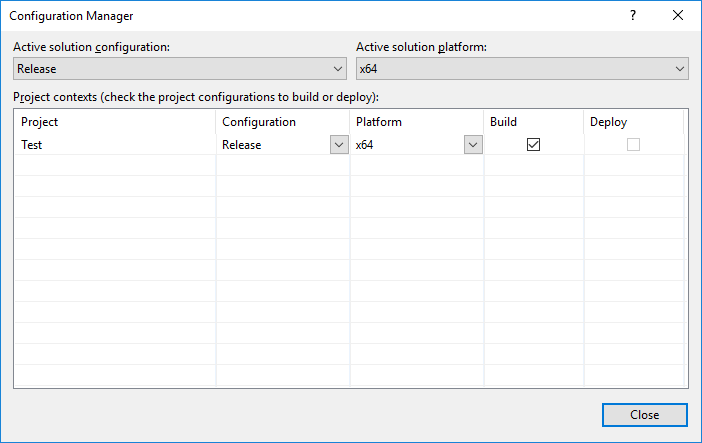 Configuration Manager ?
Active solution configuration: Active solution platform:
Release x64
Project contexts (check the project configurations to build or deploy):
Project Configuration Platform Build Deploy
Test Release x64
Close